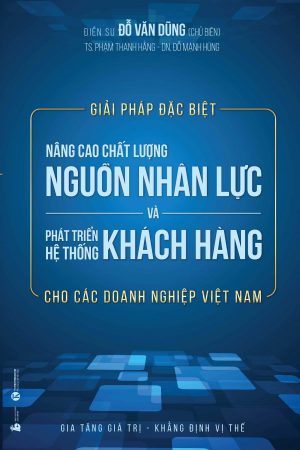 DIỄN SƯ ĐỖ VĂN DŨNG (CHỦ BIÊN)
TS. PHẠM THANH HẰNG - DN. ĐỖ MẠNH HÙNG
GIẢI PHÁP ĐẶC BIỆT
NÂNG CAO CHẤT LƯỢNG
NGUỒN NHÂN LỰC
VÀ
PHÁT TRIỂN
HỆ THỐNG KHÁCH HÀNG
CHO CÁC DOANH NGHIỆP VIỆT NAM
GIA TĂNG GIÁ TRỊ - KHẲNG ĐỊNH VỊ THẾ